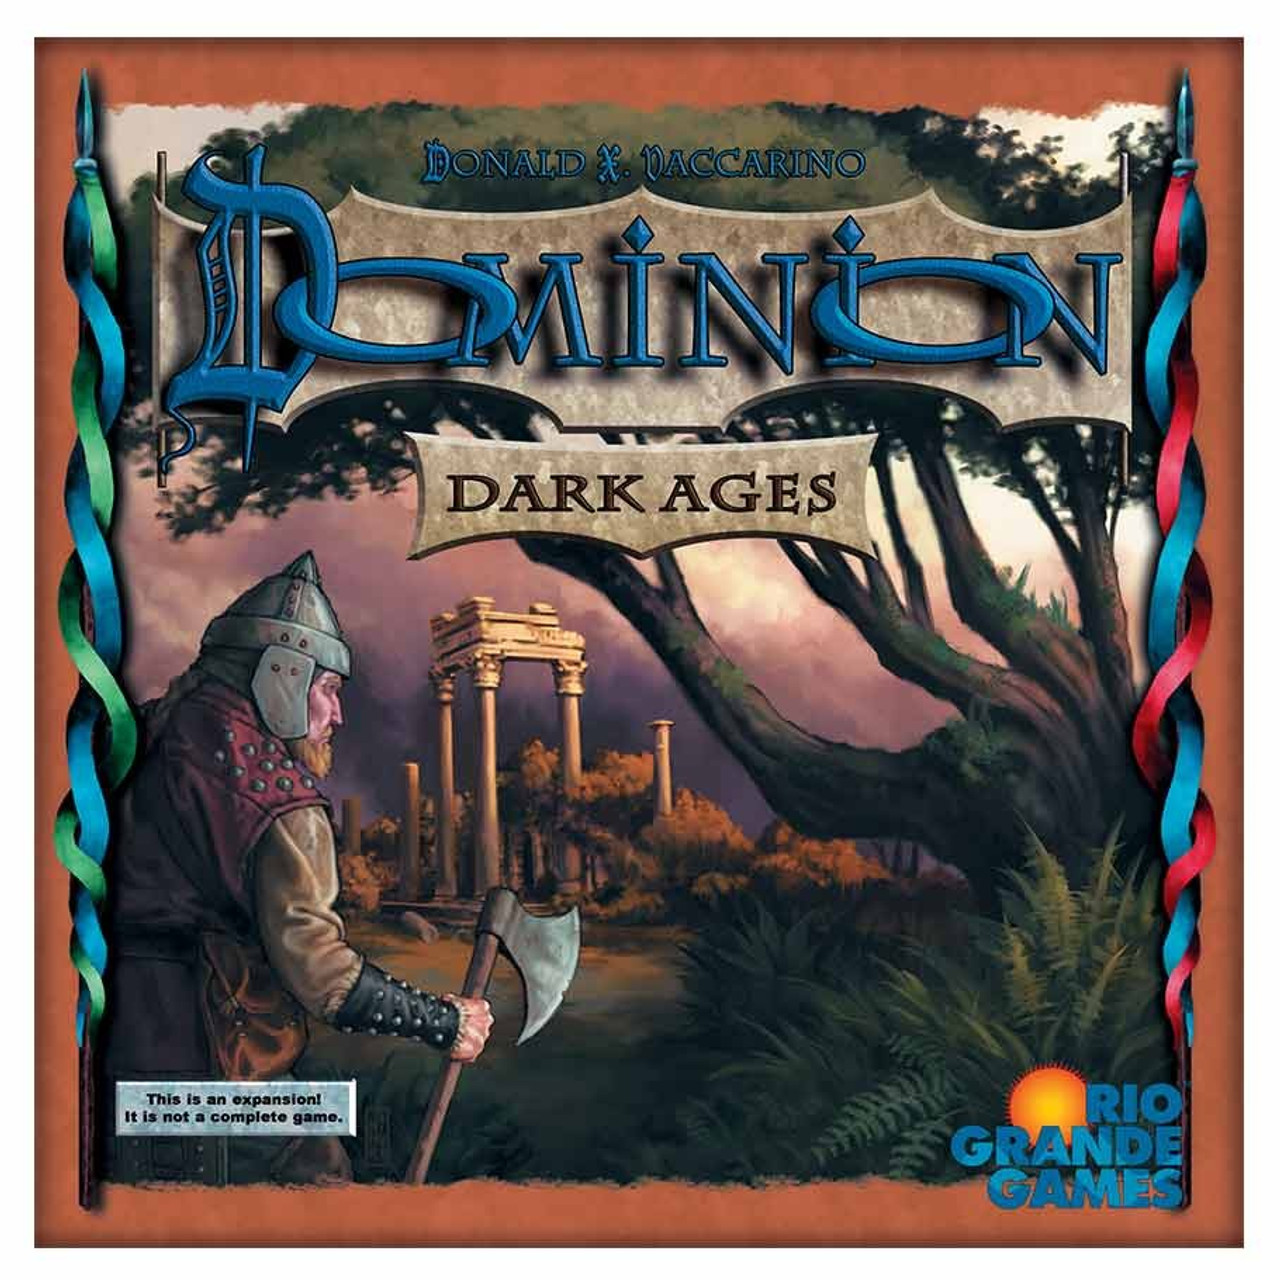 DONALD X. VACCARINO
DOMINION
DARK AGES
This is an expansion!
It is not a complete game.
RIO
GRANDE
GAMES